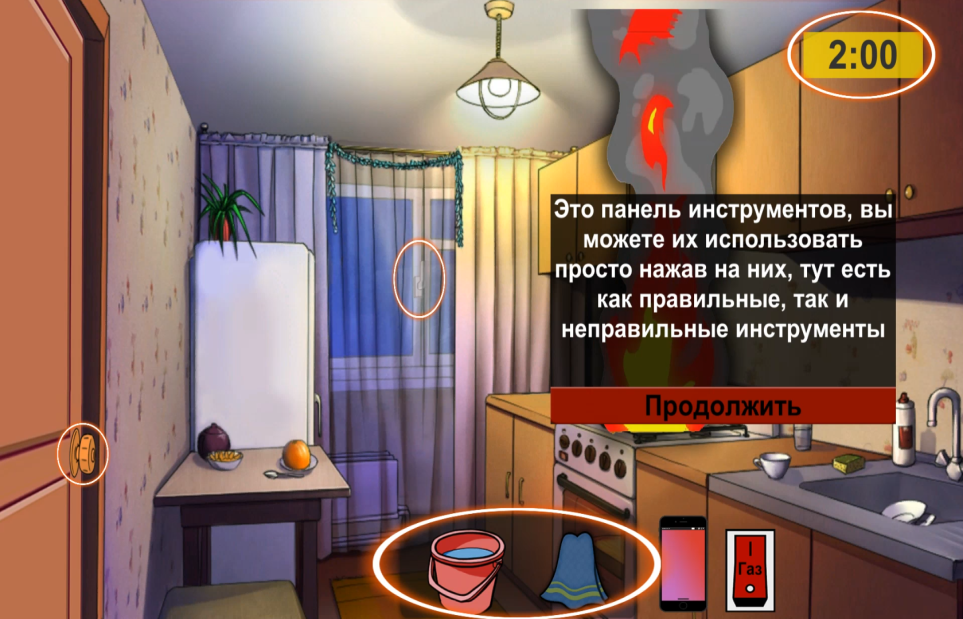 2:00
Это панель инструментов, вы
можете их использовать
просто нажав на них, тут есть
как правильные, так и
неправильные инструменты
Продолжить
Газ